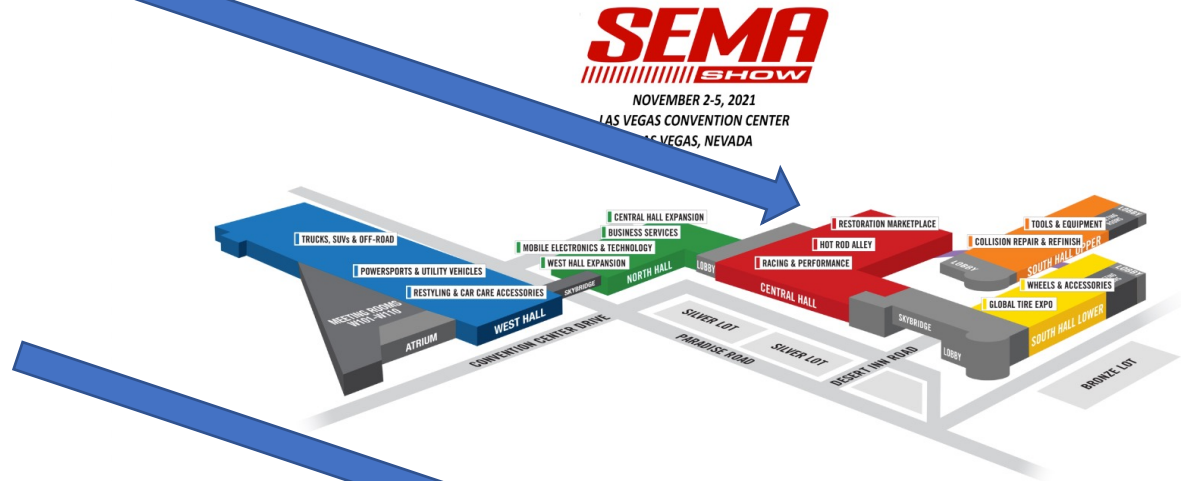 SEMA
SHOW
NOVEMBER 2-5, 2021
LAS VEGAS CONVENTION CENTER
VEGAS, NEVADA
CENTRAL HALL EXPANSION
BUSINESS SERVICES
MOBILE ELECTRONICS & TECHNOLOGY
WEST HALL EXPANSION
NORTH HALL
SKYBRIDGE
LOBBY
TRUCKS, SUVs & OFF-ROAD
POWERSPORTS & UTILITY VEHICLES
RESTYLING & CAR CARE ACCESSORIES
MEETING ROOMS
W101-W110
ATRIUM
WEST HALL
CONVENTION CENTER DRIVE
RESTORATION MARKETPLACE
HOT ROD ALLEY
RACING & PERFORMANCE
CENTRAL HALL
SILVER LOT
SILVER LOT
PARADISE ROAD
DESERT INN ROAD
SKYBRIDGE
LOBBY
TOOLS & EQUIPMENT
COLLISION REPAIR & REFINISH
SOUTH HALL UPPER
LOBBY
LOBBY
WHEELS & ACCESSORIES
GLOBAL TIRE EXPO
SOUTH HALL LOWER
LOBBY
BRONZE LOT